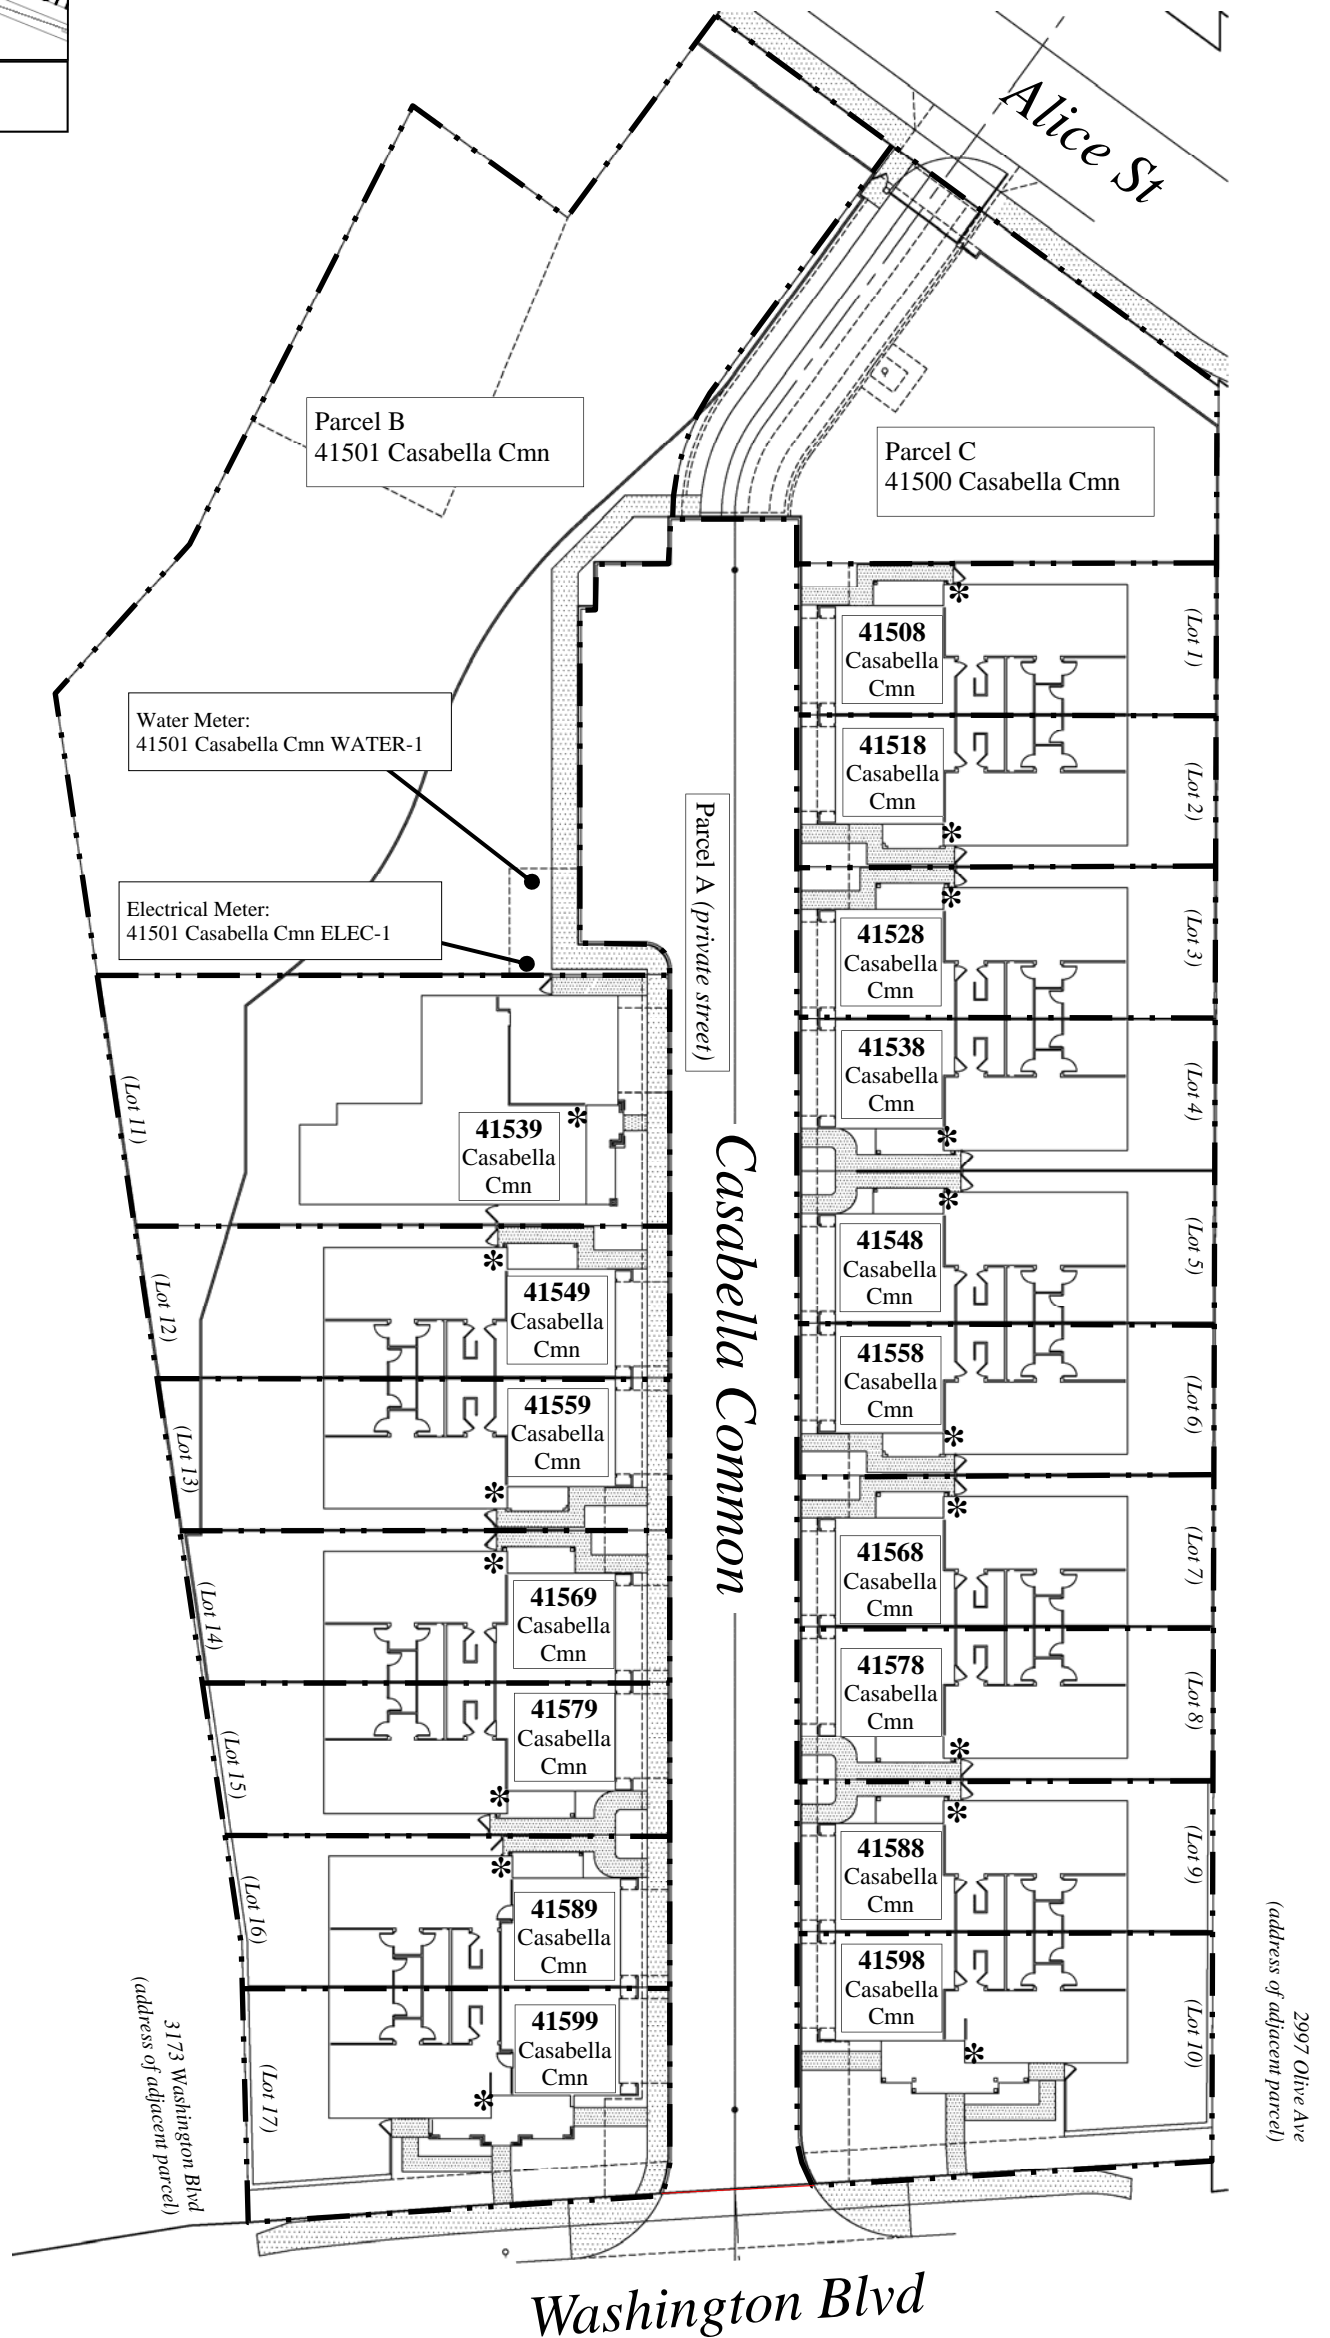 Alice St
Parcel B
41501 Casabella Cmn
Parcel C
41500 Casabella Cmn
41508
Casabella
Cmn
(Lot 1)
Water Meter:
41501 Casabella Cmn WATER-1
41518
Casabella
Cmn
(Lot 2)
Electrical Meter:
41501 Casabella Cmn ELEC-1
Parcel A (private street)
41528
Casabella
Cmn
(Lot 3)
41538
Casabella
Cmn
(Lot 4)
(Lot 11)
41539
Casabella
Cmn
Casabella Common
41548
Casabella
Cmn
(Lot 5)
(Lot 12)
41549
Casabella
Cmn
41558
Casabella
Cmn
(Lot 6)
(Lot 13)
41559
Casabella
Cmn
41568
Casabella
Cmn
(Lot 7)
(Lot 14)
41569
Casabella
Cmn
41578
Casabella
Cmn
(Lot 8)
(Lot 15)
41579
Casabella
Cmn
41588
Casabella
Cmn
(Lot 9)
(Lot 16)
41589
Casabella
Cmn
41598
Casabella
Cmn
(Lot 10)
(Lot 17)
41599
Casabella
Cmn
3173 Washington Blvd
(address of adjacent parcel)
2997 Olive Ave
(address of adjacent parcel)
Washington Blvd